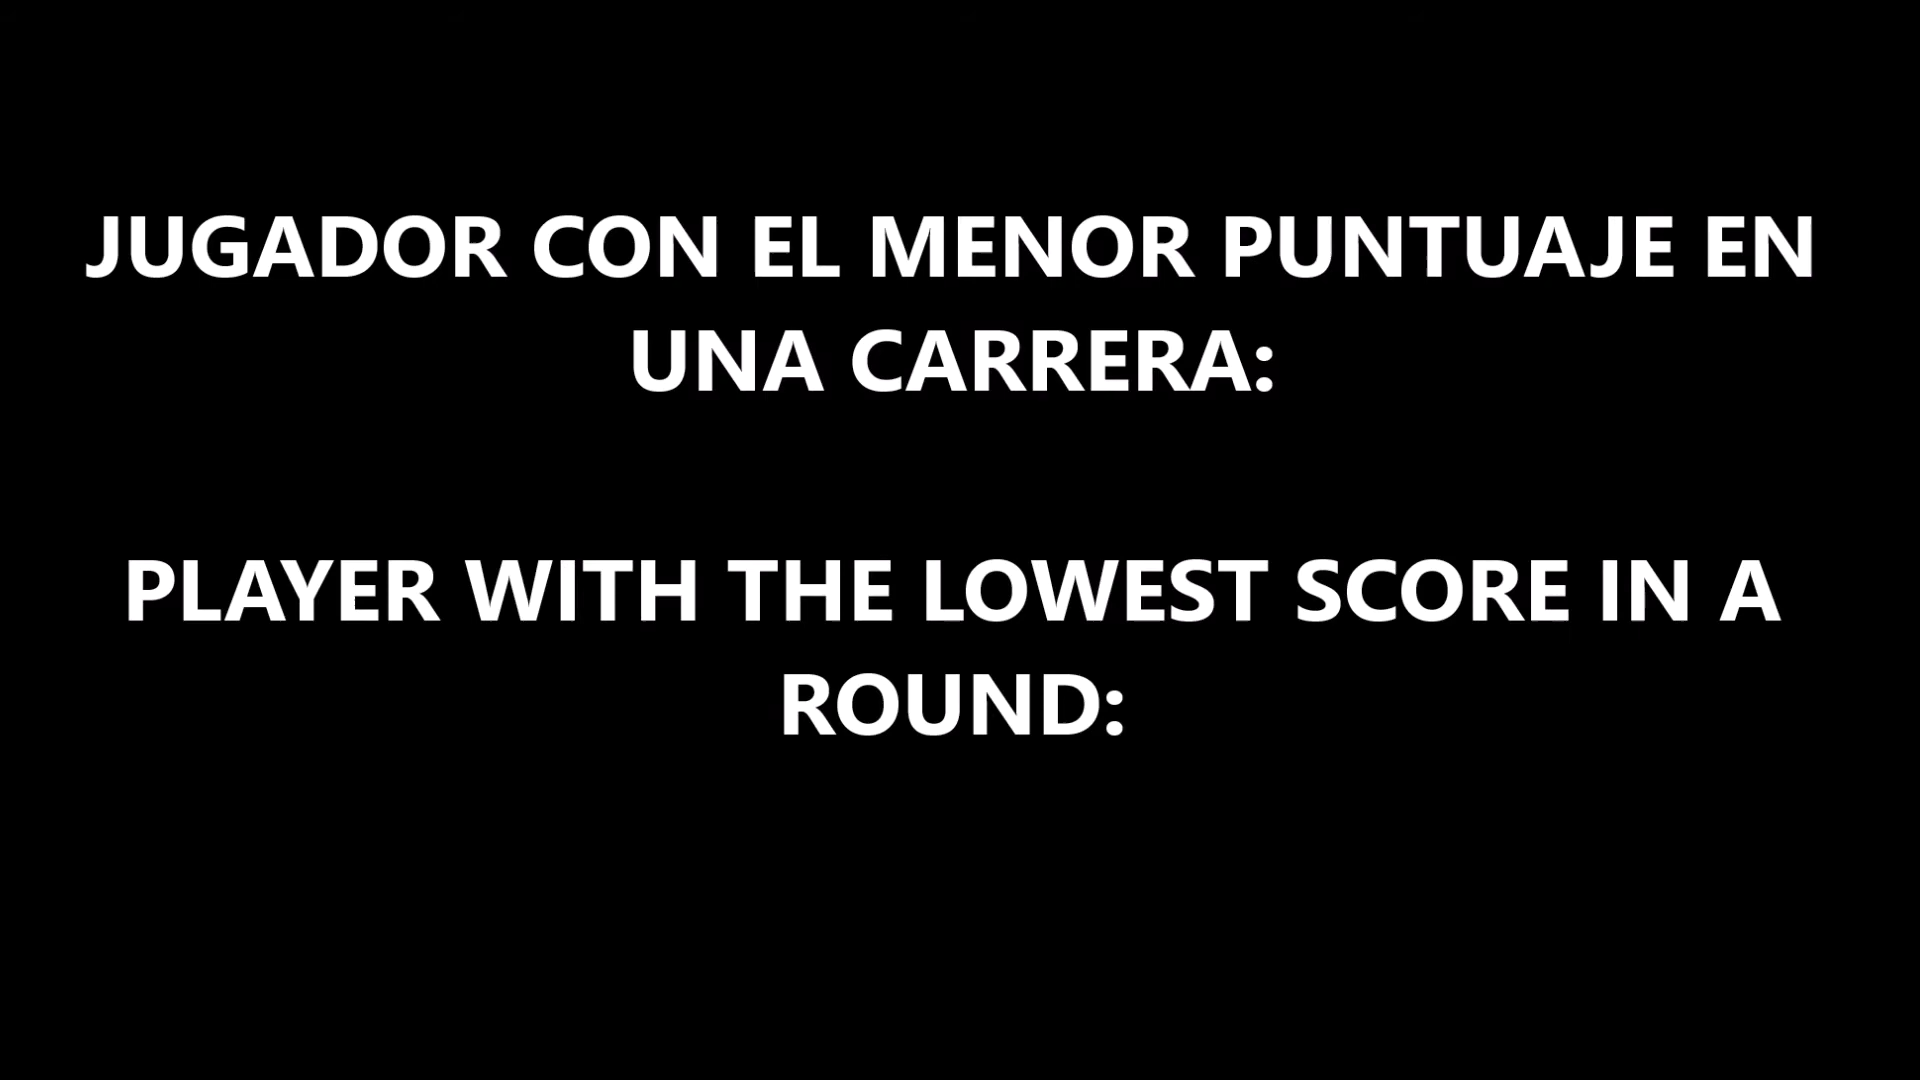 JUGADOR CON EL MENOR PUNTUAJE EN
UNA CARRERA:
PLAYER WITH THE LOWEST SCORE IN A
ROUND: